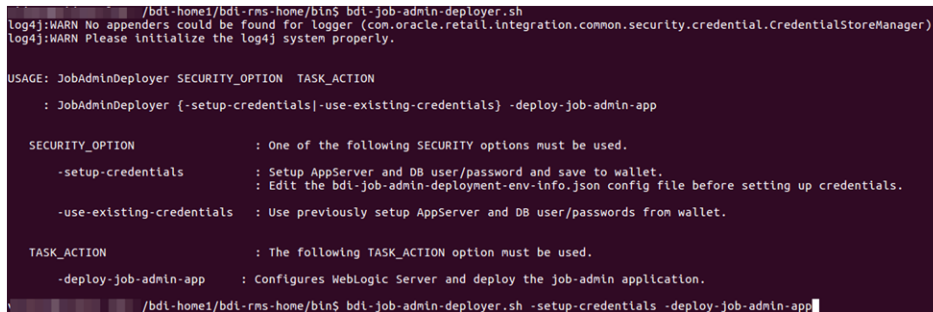 /bdi-home1/bdi-rms-home/bin$ bdi-job-admin-deployer.sh
log4j:WARN No appenders could be found for logger (com.oracle.retail.integration.common.security.credential.CredentialStoreManager)
log4j:WARN Please initialize the log4j system properly.
USAGE: JobAdminDeployer SECURITY_OPTION TASK_ACTION
: JobAdminDeployer {-setup-credentials|-use-existing-credentials} -deploy-job-admin-app
SECURITY_OPTION : One of the following SECURITY options must be used.
-setup-credentials : Setup AppServer and DB user/password and save to wallet.
: Edit the bdi-job-admin-deployment-env-info.json config file before setting up credentials.
-use-existing-credentials : Use previously setup AppServer and DB user/passwords from wallet.
TASK_ACTION : The following TASK_ACTION option must be used.
-deploy-job-admin-app : Configures WebLogic Server and deploy the job-admin application.
/bdi-home1/bdi-rms-home/bin$ bdi-job-admin-deployer.sh -setup-credentials -deploy-job-admin-app